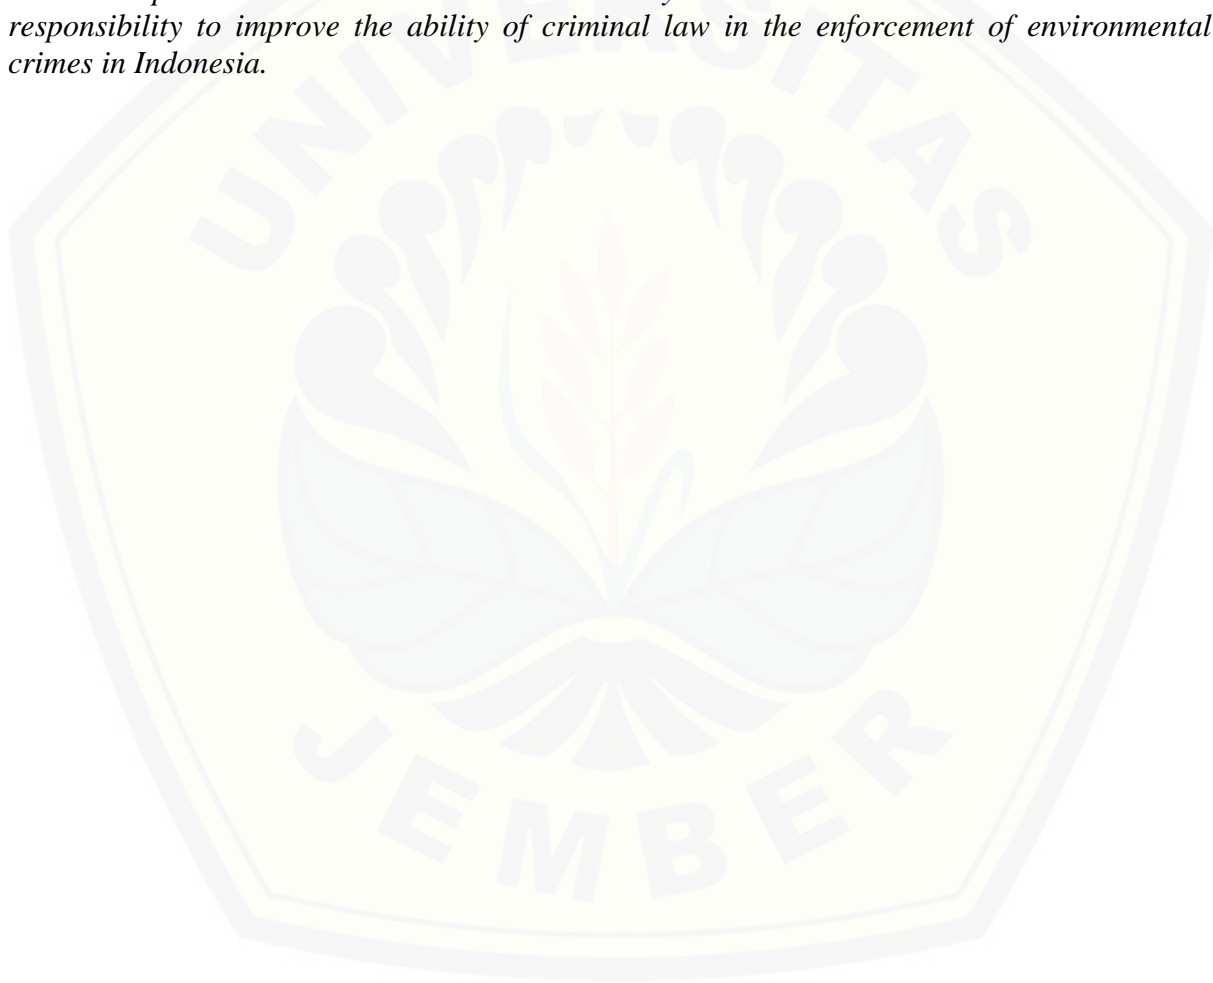 responsibility to improve the ability of criminal law in the enforcement of environmental
crimes in Indonesia.
UNIVERSITAS
JEMBER